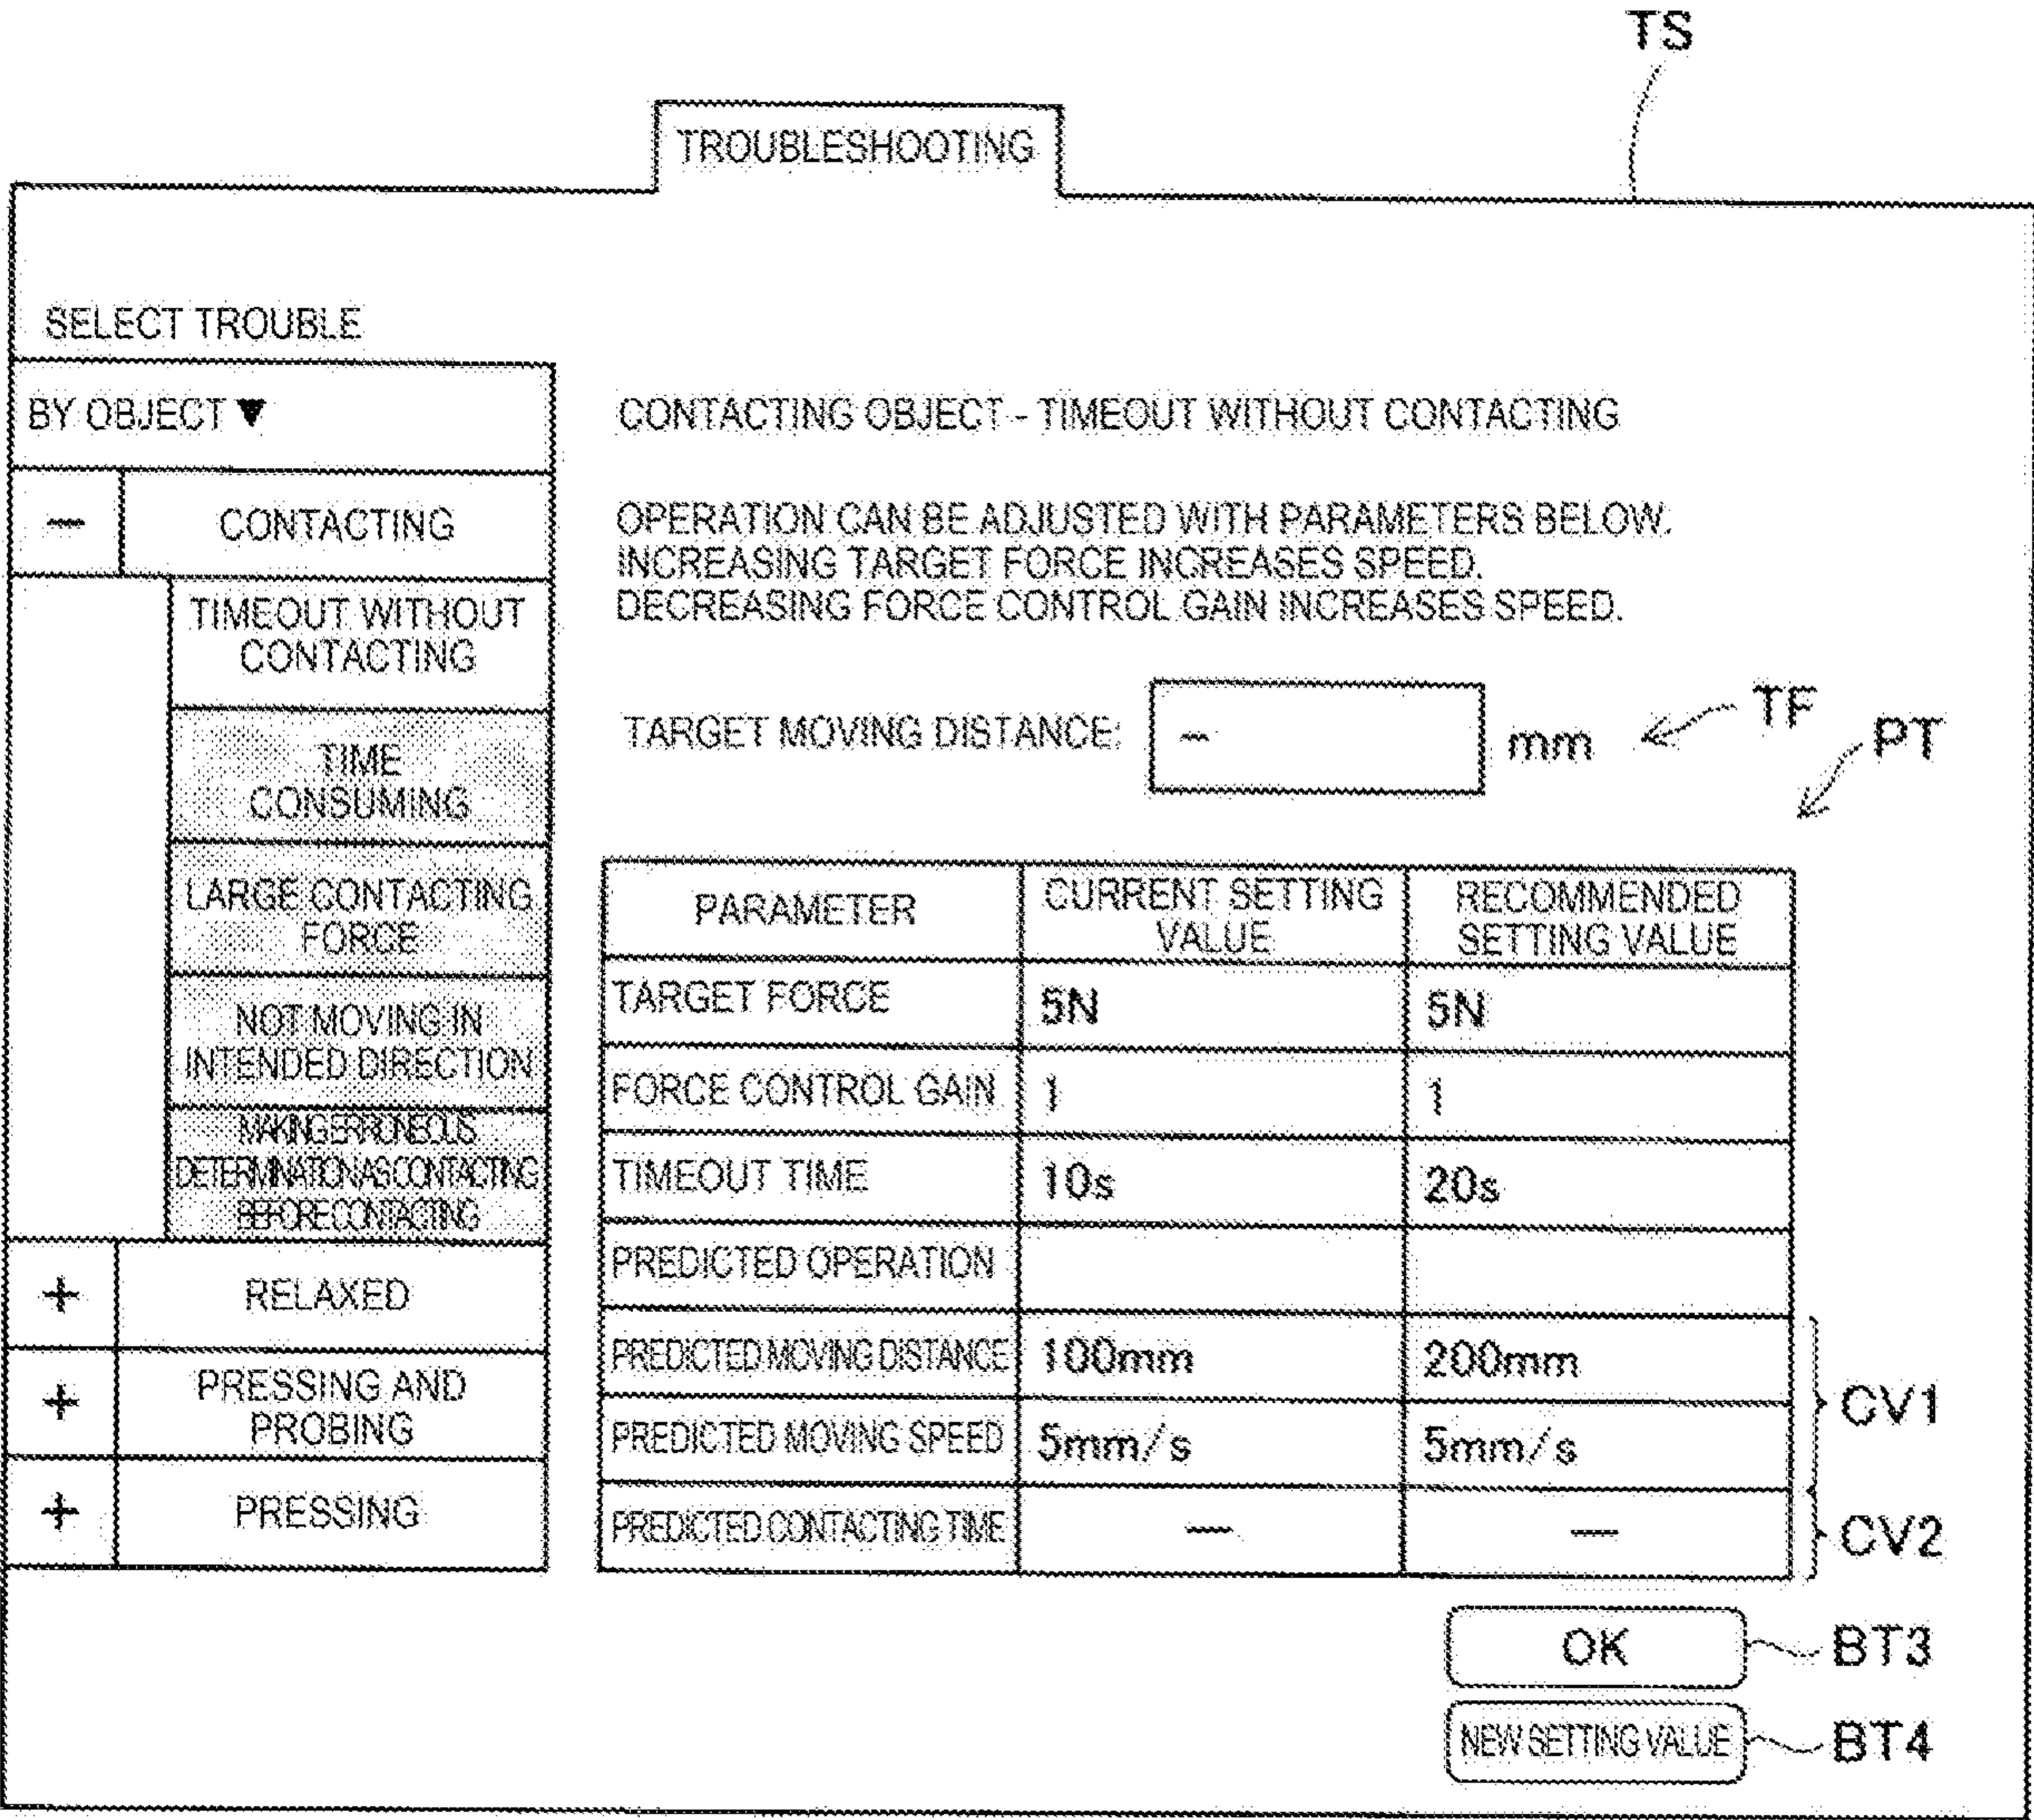 TS
TROUBLESHOOTING
SELECT TROUBLE
BY OBJECT ▼
— CONTACTING
TIMEOUT WITHOUT
CONTACTING
TIME
CONSUMING
LARGE CONTACTING
FORCE
NOT MOVING IN
INTENDED DIRECTION
MAKING ERRONEOUS
DETERMINATION AS CONTACTING
BEFORE CONTACTING
+ RELAXED
+ PRESSING AND
PROBING
+ PRESSING
CONTACTING OBJECT - TIMEOUT WITHOUT CONTACTING
OPERATION CAN BE ADJUSTED WITH PARAMETERS BELOW.
INCREASING TARGET FORCE INCREASES SPEED.
DECREASING FORCE CONTROL GAIN INCREASES SPEED.
TARGET MOVING DISTANCE: – mm
TF
PT
PARAMETER
CURRENT SETTING
VALUE
RECOMMENDED
SETTING VALUE
TARGET FORCE 5N 5N
FORCE CONTROL GAIN 1 1
TIMEOUT TIME 10s 20s
PREDICTED OPERATION
PREDICTED MOVING DISTANCE 100mm 200mm
PREDICTED MOVING SPEED 5mm/s 5mm/s
CV1
PREDICTED CONTACTING TIME — —
CV2
OK BT3
NEW SETTING VALUE BT4